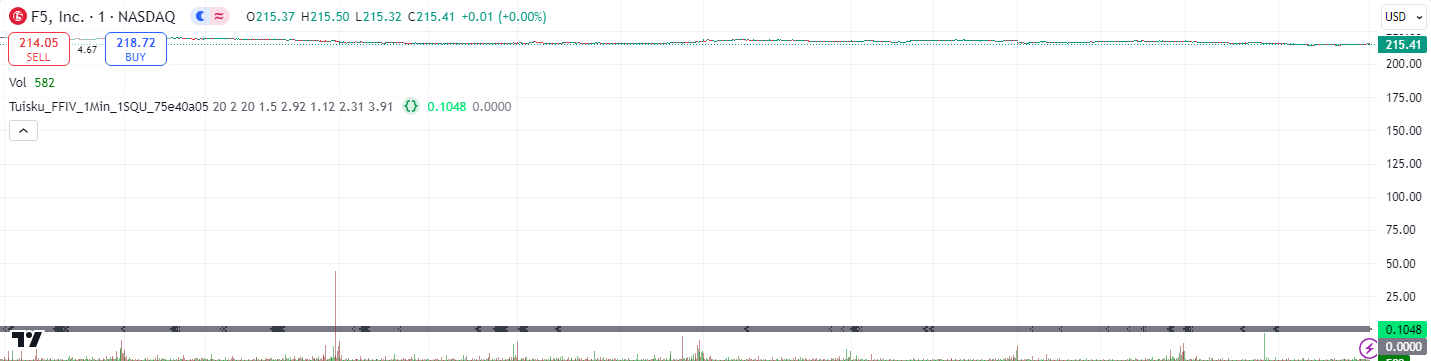 F5, Inc. · 1 · NASDAQ O215.37 H215.50 L215.32 C215.41 +0.01 (+0.00%)
USD
214.05 SELL 4.67 218.72 BUY
215.41
200.00
Vol 582
175.00
Tuisku_FFIV_1Min_1SQU_75e40a05 20 2 20 1.5 2.92 1.12 2.31 3.91 {} 0.1048 0.0000
150.00
125.00
100.00
75.00
50.00
25.00
0.1048
0.0000